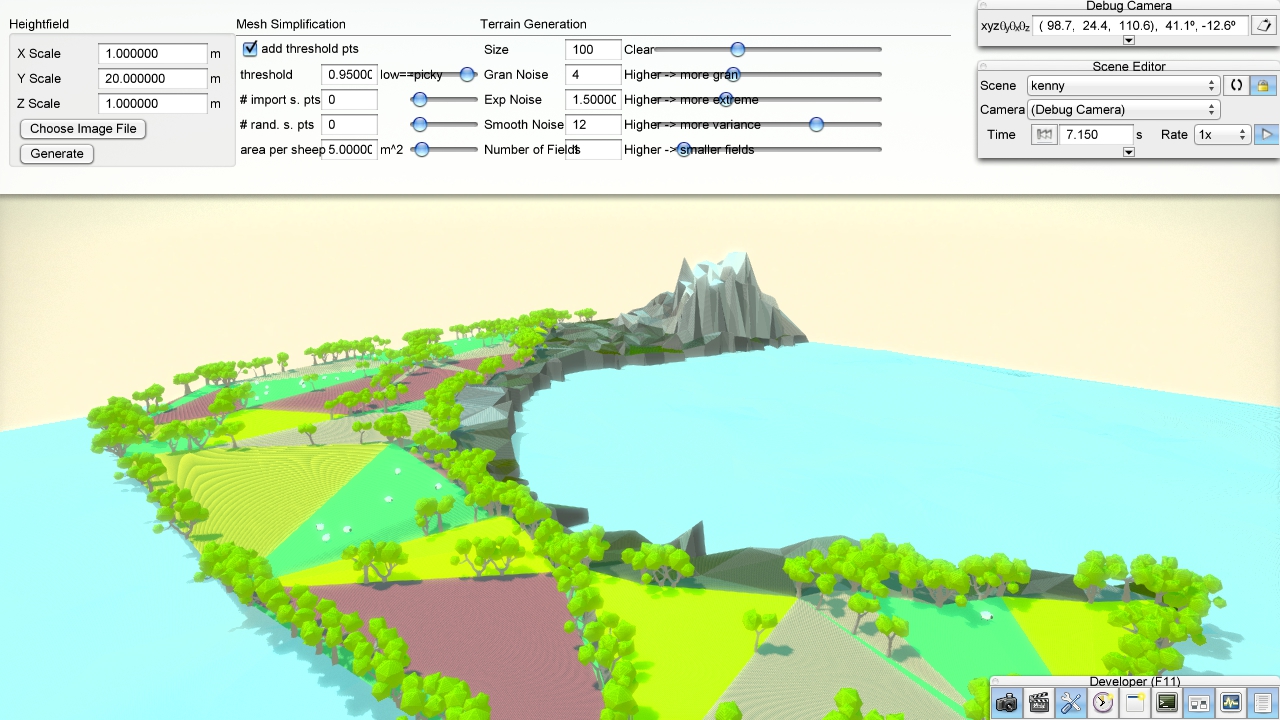 Heightfield
X Scale 1.000000 m
Y Scale 20.000000 m
Z Scale 1.000000 m
Choose Image File
Generate
Mesh Simplification
add threshold pts
threshold 0.95000 low==picky
# import s. pts 0
# rand. s. pts 0
area per sheep 5.00000 m^2
Terrain Generation
Size 100 Clear
Gran Noise 4 Higher -> more gran
Exp Noise 1.50000 Higher -> more extreme
Smooth Noise 12 Higher -> more variance
Number of Fields Higher -> smaller fields
Debug Camera
xyz ( 98.7, 24.4, 110.6), 41.1º, -12.6º
Scene Editor
Scene kenny
Camera (Debug Camera)
Time 7.150 s Rate 1x
Developer (F11)